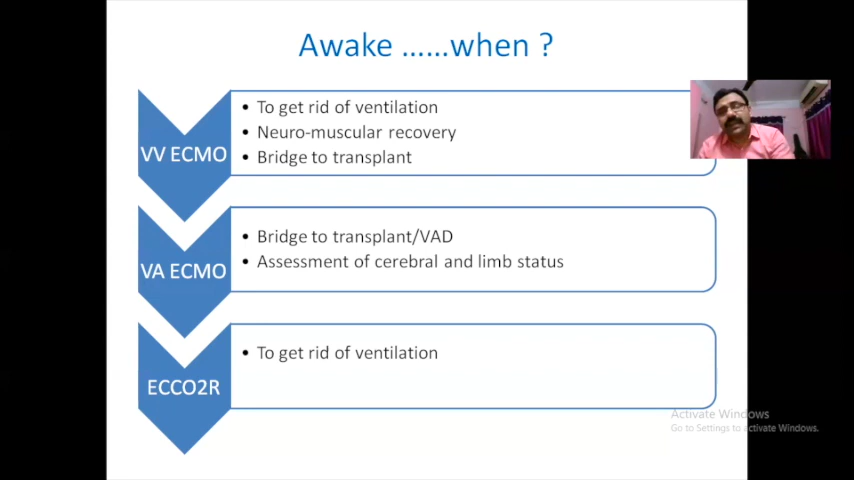 Awake ......when ?
VV ECMO
• To get rid of ventilation
• Neuro-muscular recovery
• Bridge to transplant
VA ECMO
• Bridge to transplant/VAD
• Assessment of cerebral and limb status
ECCO2R
• To get rid of ventilation
Activate Windows
Go to Settings to activate Windows.